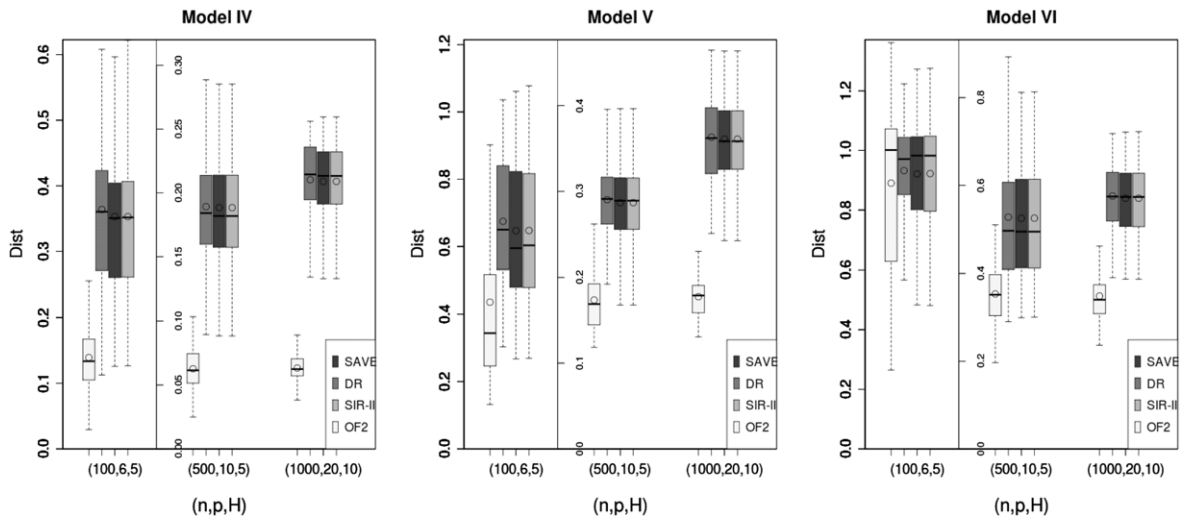 Model IV
Model V
Model VI
Dist
0.0
0.1
0.2
0.3
0.4
0.5
0.6
0.00
0.05
0.10
0.15
0.20
0.25
0.30
SAVE
DR
SIR-II
OF2
(100,6,5)
(500,10,5)
(1000,20,10)
(n,p,H)
Dist
0.0
0.2
0.4
0.6
0.8
1.0
1.2
0.0
0.1
0.2
0.3
0.4
SAVE
DR
SIR-II
OF2
(100,6,5)
(500,10,5)
(1000,20,10)
(n,p,H)
Dist
0.0
0.2
0.4
0.6
0.8
1.0
1.2
0.0
0.2
0.4
0.6
0.8
SAVE
DR
SIR-II
OF2
(100,6,5)
(500,10,5)
(1000,20,10)
(n,p,H)